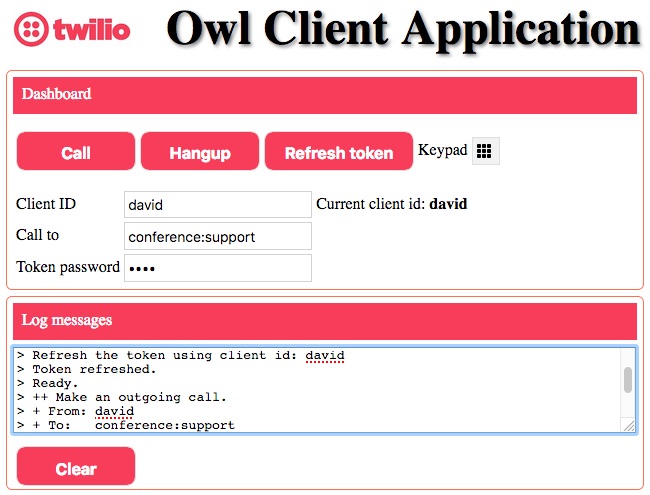 twilio Owl Client Application
Dashboard
Call Hangup Refresh token Keypad
Client ID david Current client id: david
Call to conference:support
Token password ••••
Log messages
> Refresh the token using client id: david
> Token refreshed.
> Ready.
> ++ Make an outgoing call.
> + From: david
> + To:   conference:support
Clear